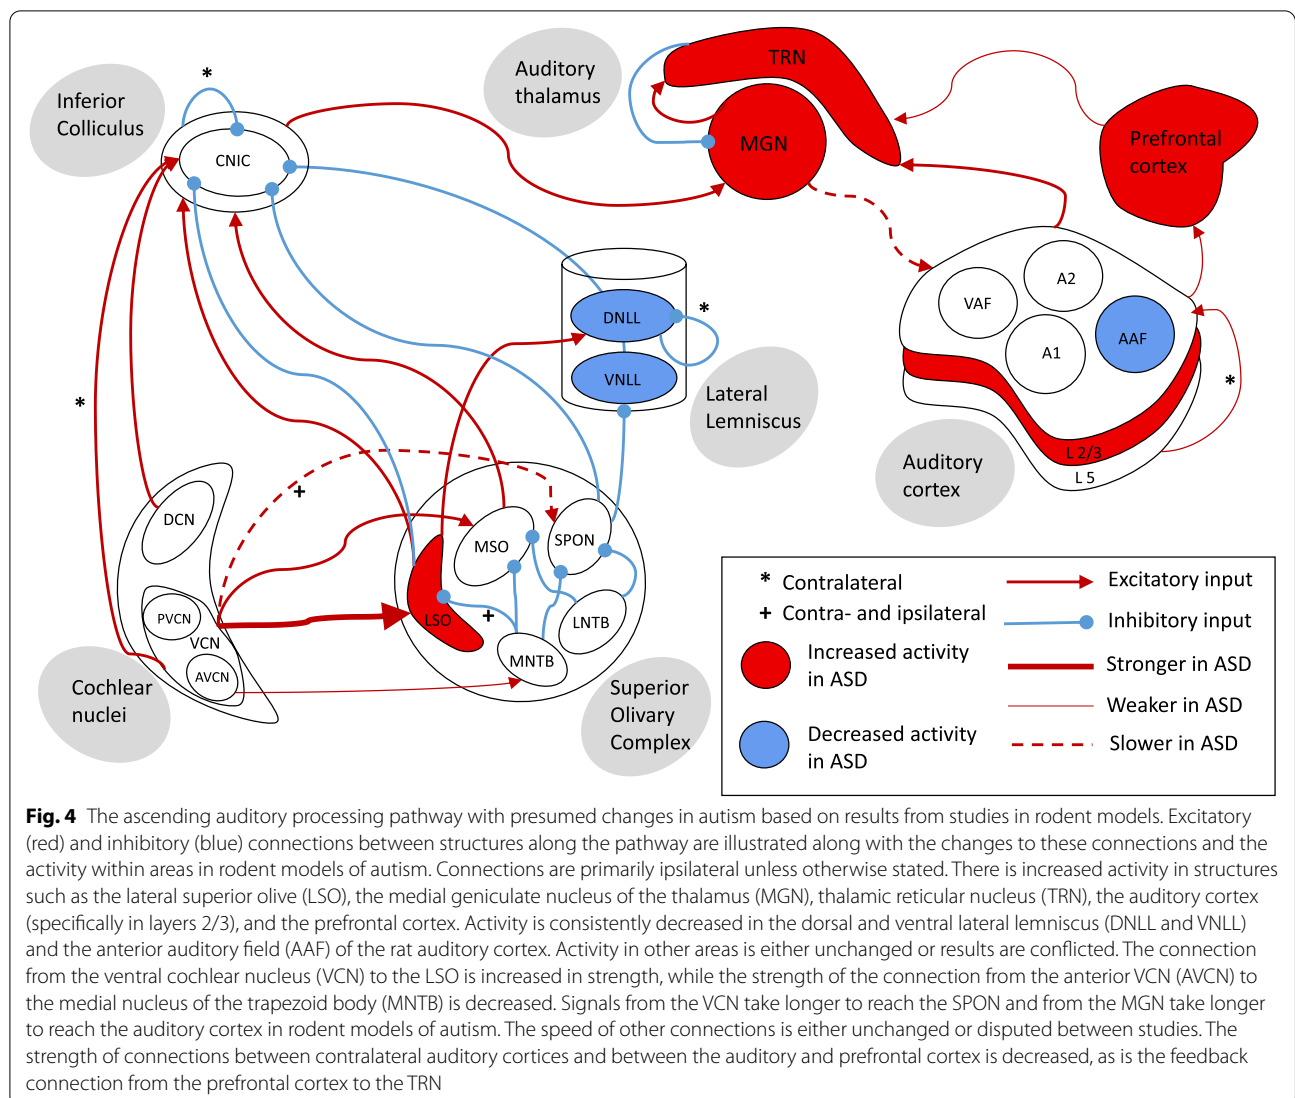 Inferior
Colliculus
*
CNIC
Auditory
thalamus
TRN
MGN
Prefrontal
cortex
DNLL
*
VNLL
Lateral
Lemniscus
VAF
A2
A1
AAF
*
L 2/3
L 5
Auditory
cortex
*
+
DCN
PVCN
VCN
AVCN
Cochlear
nuclei
MSO
SPON
LSO
+
LNTB
MNTB
Superior
Olivary
Complex
* Contralateral
+ Contra- and ipsilateral
Increased activity
in ASD
Decreased activity
in ASD
Excitatory input
Inhibitory input
Stronger in ASD
Weaker in ASD
Slower in ASD
Fig. 4 The ascending auditory processing pathway with presumed changes in autism based on results from studies in rodent models. Excitatory
(red) and inhibitory (blue) connections between structures along the pathway are illustrated along with the changes to these connections and the
activity within areas in rodent models of autism. Connections are primarily ipsilateral unless otherwise stated. There is increased activity in structures
such as the lateral superior olive (LSO), the medial geniculate nucleus of the thalamus (MGN), thalamic reticular nucleus (TRN), the auditory cortex
(specifically in layers 2/3), and the prefrontal cortex. Activity is consistently decreased in the dorsal and ventral lateral lemniscus (DNLL and VNLL)
and the anterior auditory field (AAF) of the rat auditory cortex. Activity in other areas is either unchanged or results are conflicted. The connection
from the ventral cochlear nucleus (VCN) to the LSO is increased in strength, while the strength of the connection from the anterior VCN (AVCN) to
the medial nucleus of the trapezoid body (MNTB) is decreased. Signals from the VCN take longer to reach the SPON and from the MGN take longer
to reach the auditory cortex in rodent models of autism. The speed of other connections is either unchanged or disputed between studies. The
strength of connections between contralateral auditory cortices and between the auditory and prefrontal cortex is decreased, as is the feedback
connection from the prefrontal cortex to the TRN